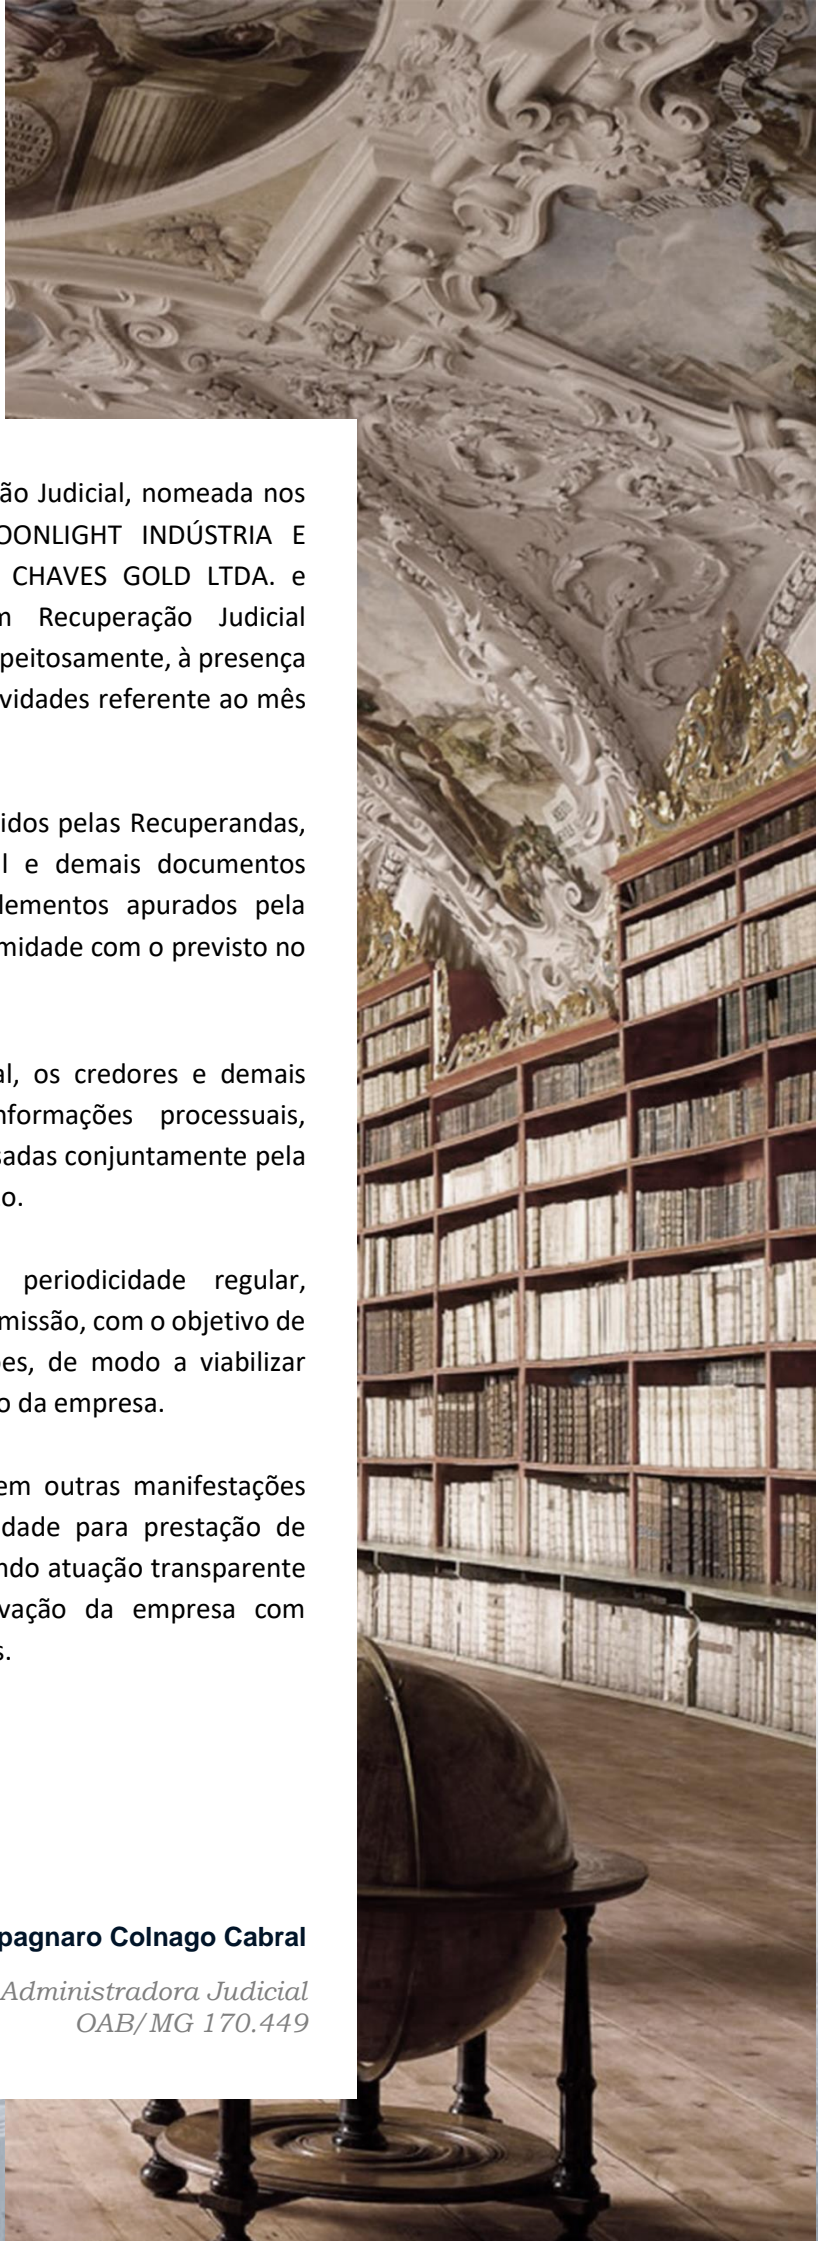 ão Judicial, nomeada nos
OONLIGHT INDÚSTRIA E
CHAVES GOLD LTDA. e
m Recuperação Judicial
peitosamente, à presença
vidades referente ao mês
idos pelas Recuperandas,
l e demais documentos
lementos apurados pela
midade com o previsto no
al, os credores e demais
nformações processuais,
sadas conjuntamente pela
o.
periodicidade regular,
missão, com o objetivo de
ões, de modo a viabilizar
o da empresa.
em outras manifestações
dade para prestação de
ndo atuação transparente
vação da empresa com
s.
pagnaro Colnago Cabral
Administradora Judicial
OAB/MG 170.449